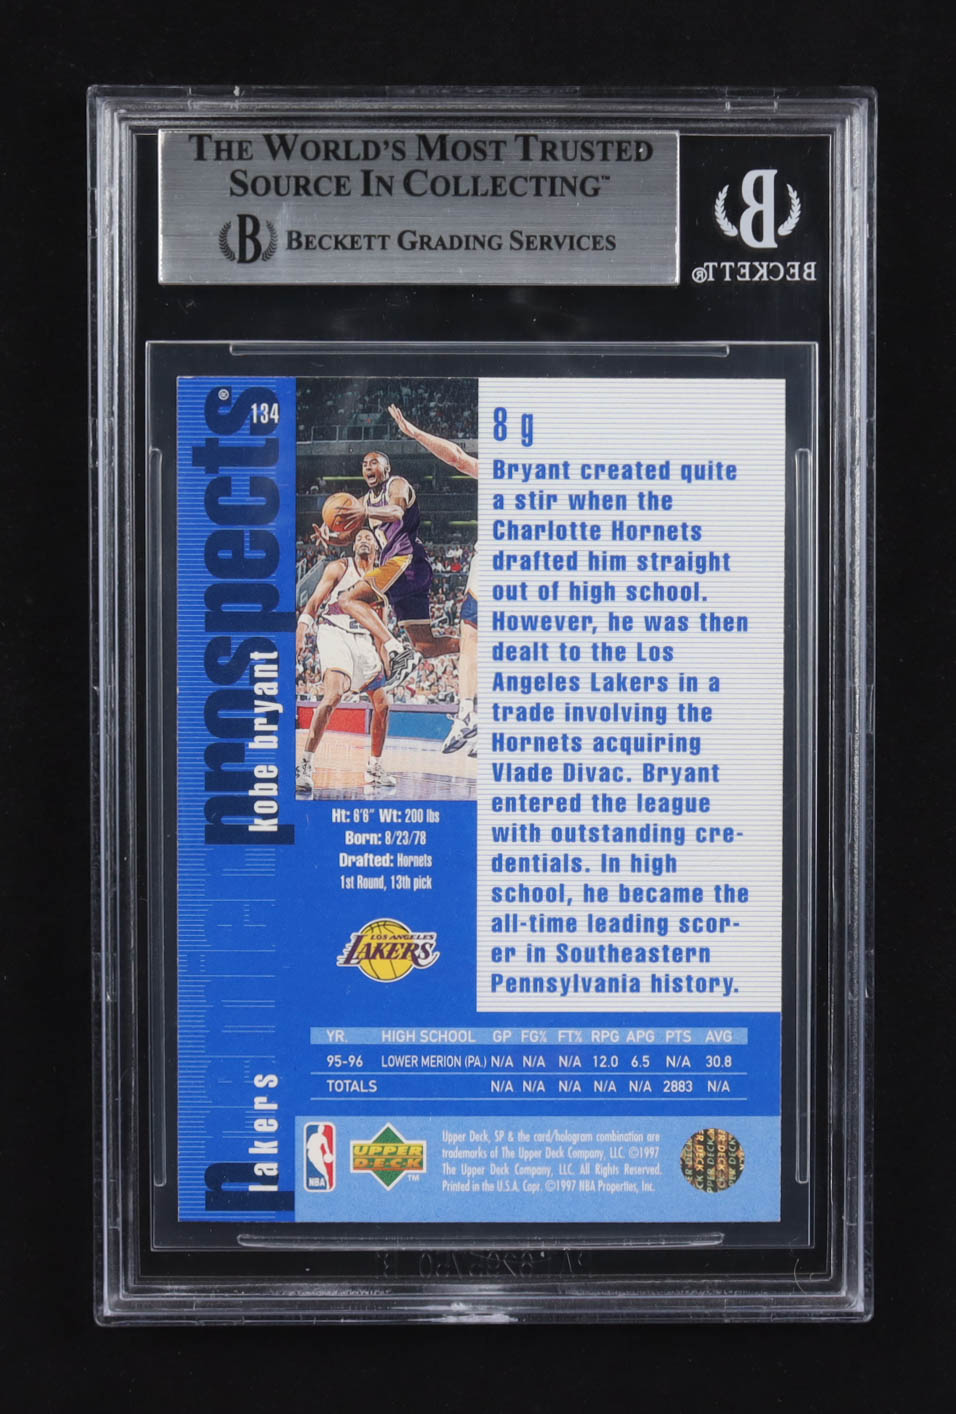 THE WORLD'S MOST TRUSTED
SOURCE IN COLLECTING™
B BECKETT GRADING SERVICES
B
BECKETT®
prospects®
134
kobe bryant
lakers
8 g
Bryant created quite
a stir when the
Charlotte Hornets
drafted him straight
out of high school.
However, he was then
dealt to the Los
Angeles Lakers in a
trade involving the
Hornets acquiring
Vlade Divac. Bryant
entered the league
with outstanding cre-
dentials. In high
school, he became the
all-time leading scor-
er in Southeastern
Pennsylvania history.
Ht: 6'6" Wt: 200 lbs
Born: 8/23/78
Drafted: Hornets
1st Round, 13th pick
LOS ANGELES
LAKERS
YR. HIGH SCHOOL GP FG% FT% RPG APG PTS AVG
95-96 LOWER MERION (PA.) N/A N/A N/A 12.0 6.5 N/A 30.8
TOTALS N/A N/A N/A N/A N/A 2883 N/A
NBA
UPPER
DECK™
Upper Deck, SP & the card/hologram combination are
trademarks of The Upper Deck Company, LLC. ©1997
The Upper Deck Company, LLC. All Rights Reserved.
Printed in the U.S.A. Copr. ©1997 NBA Properties, Inc.